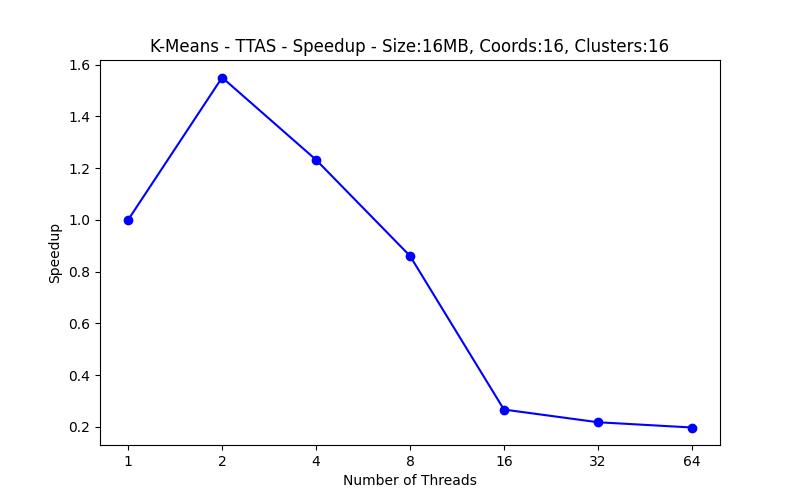 K-Means - TTAS - Speedup - Size:16MB, Coords:16, Clusters:16
1.6
1.4
1.2
1.0
0.8
0.6
0.4
0.2
Speedup
1 2 4 8 16 32 64
Number of Threads